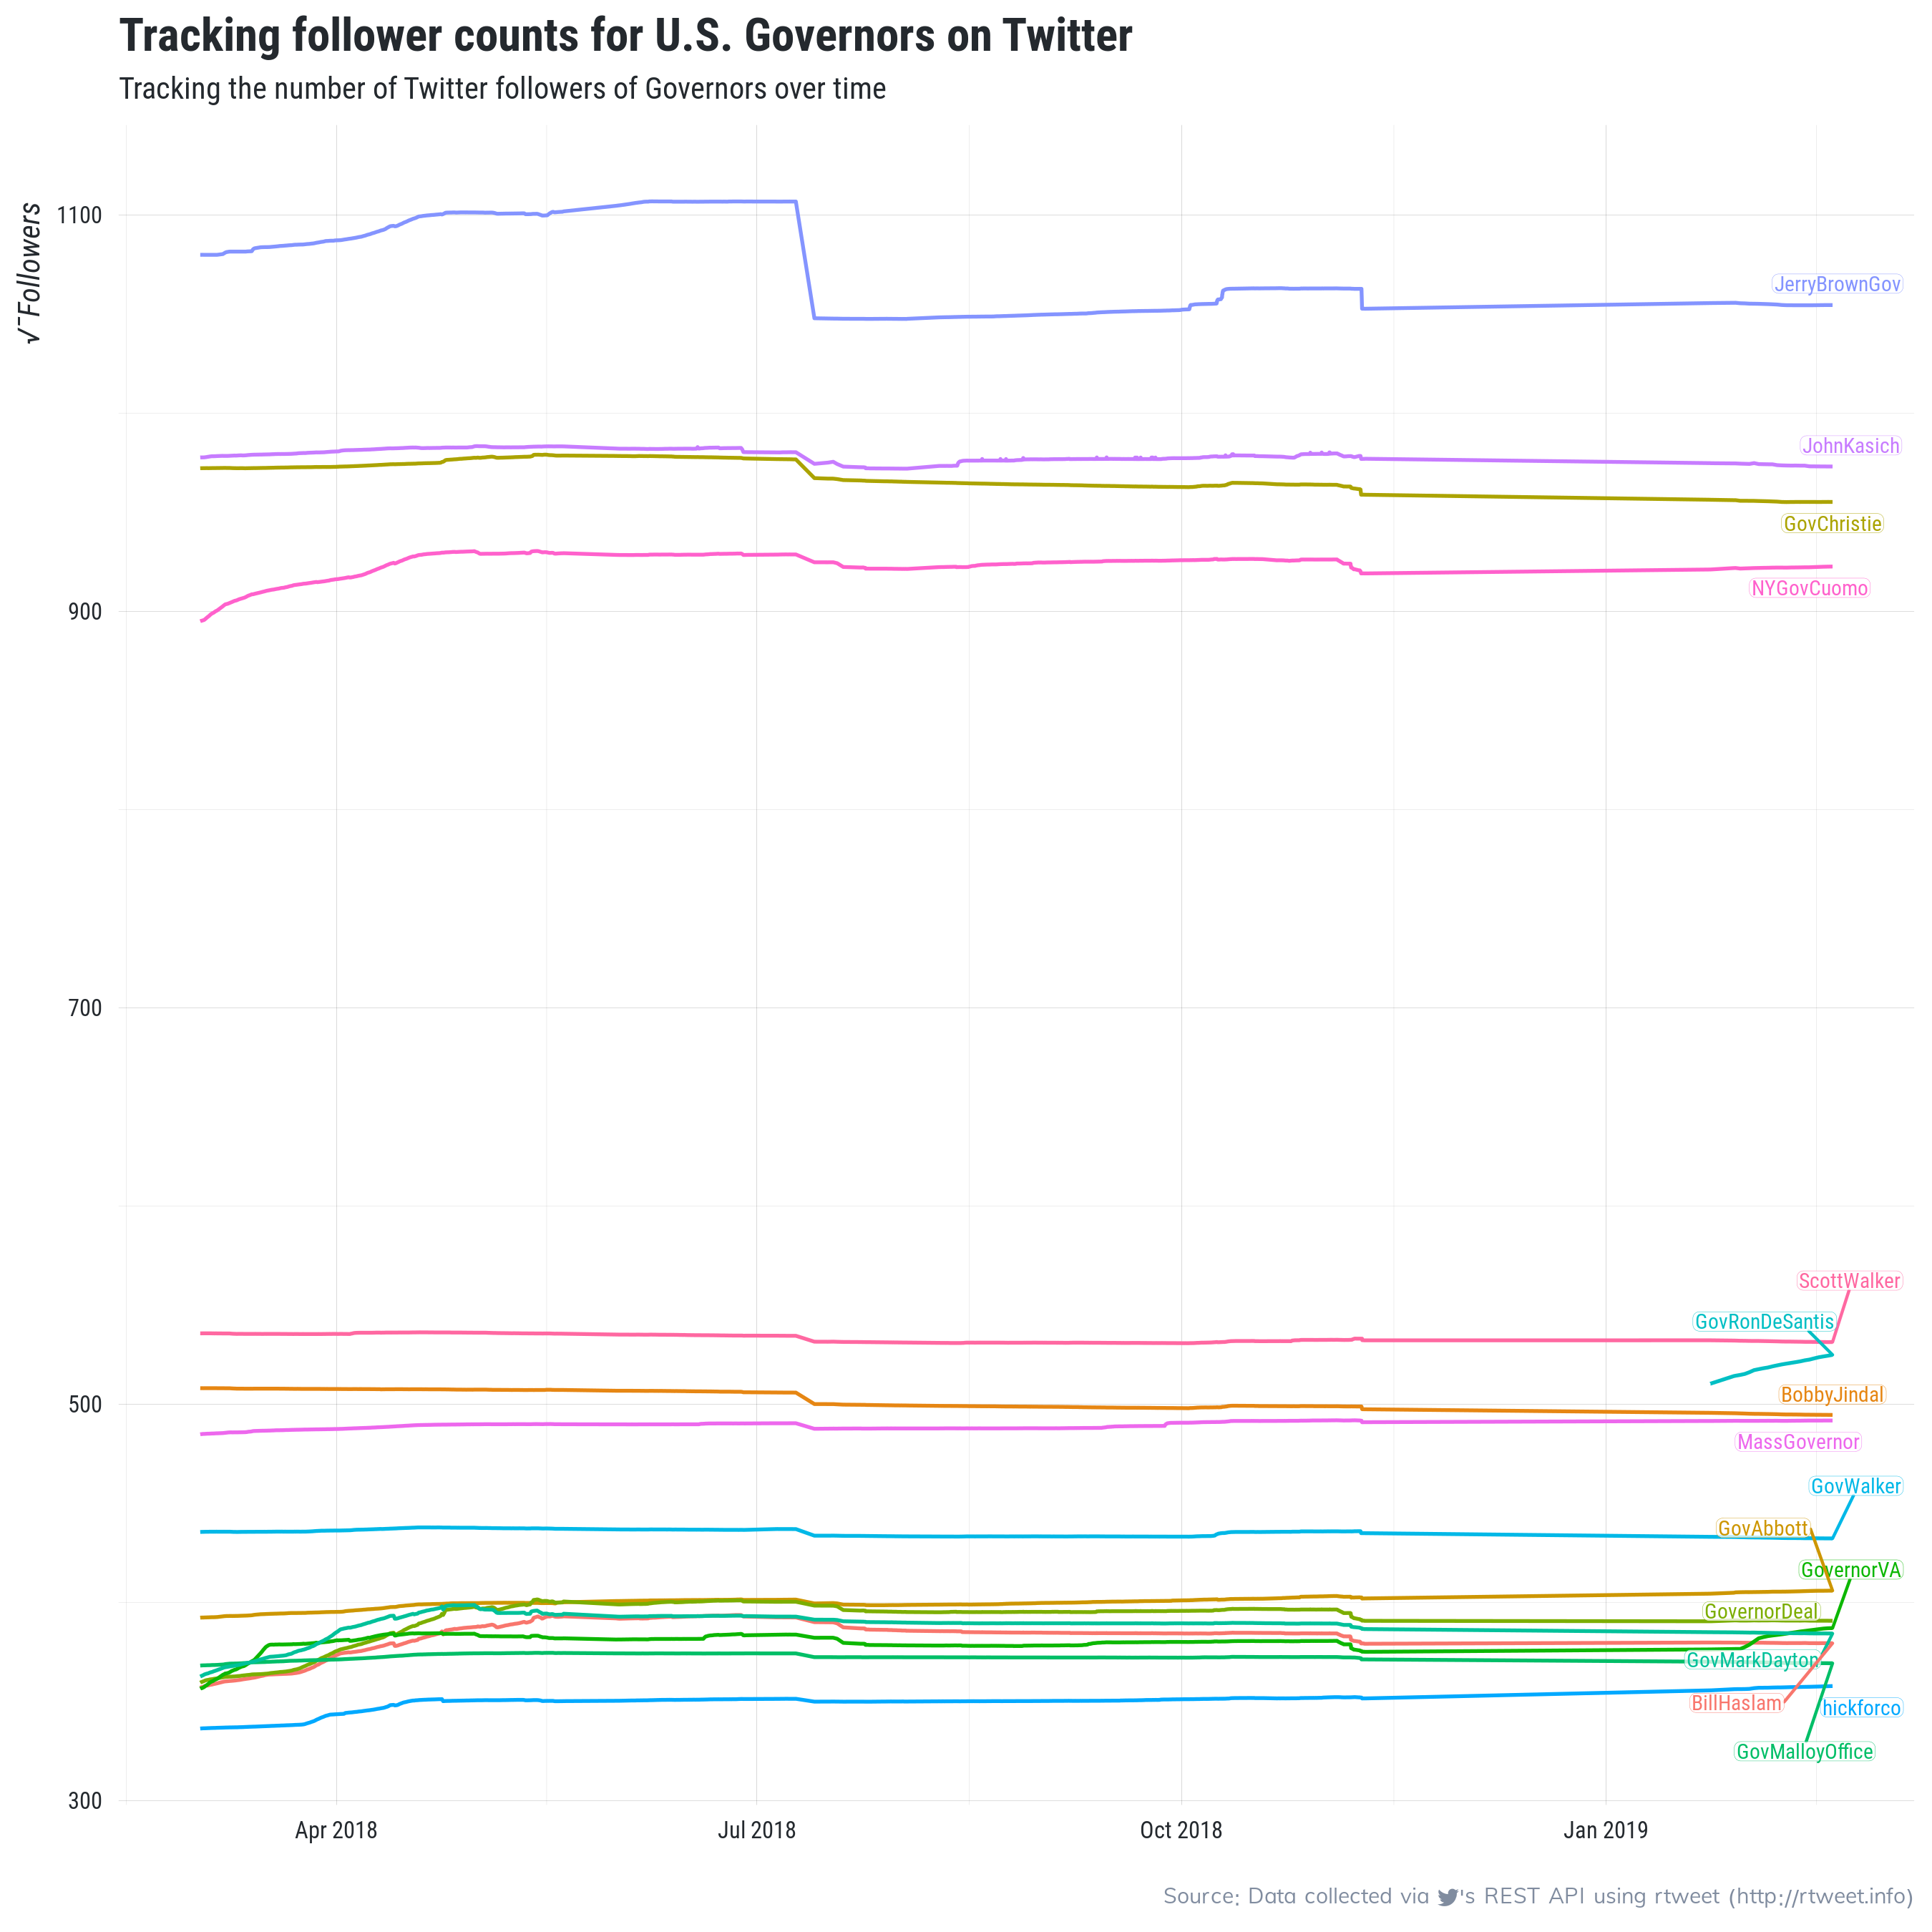 Tracking follower counts for U.S. Governors on Twitter
Tracking the number of Twitter followers of Governors over time
√¯Followers
1100
900
700
500
300
JerryBrownGov
JohnKasich
GovChristie
NYGovCuomo
ScottWalker
GovRonDeSantis
BobbyJindal
MassGovernor
GovWalker
GovAbbott
GovernorVA
GovernorDeal
GovMarkDayton
BillHaslam
hickforco
GovMalloyOffice
Apr 2018
Jul 2018
Oct 2018
Jan 2019
Source: Data collected via 's REST API using rtweet (http://rtweet.info)